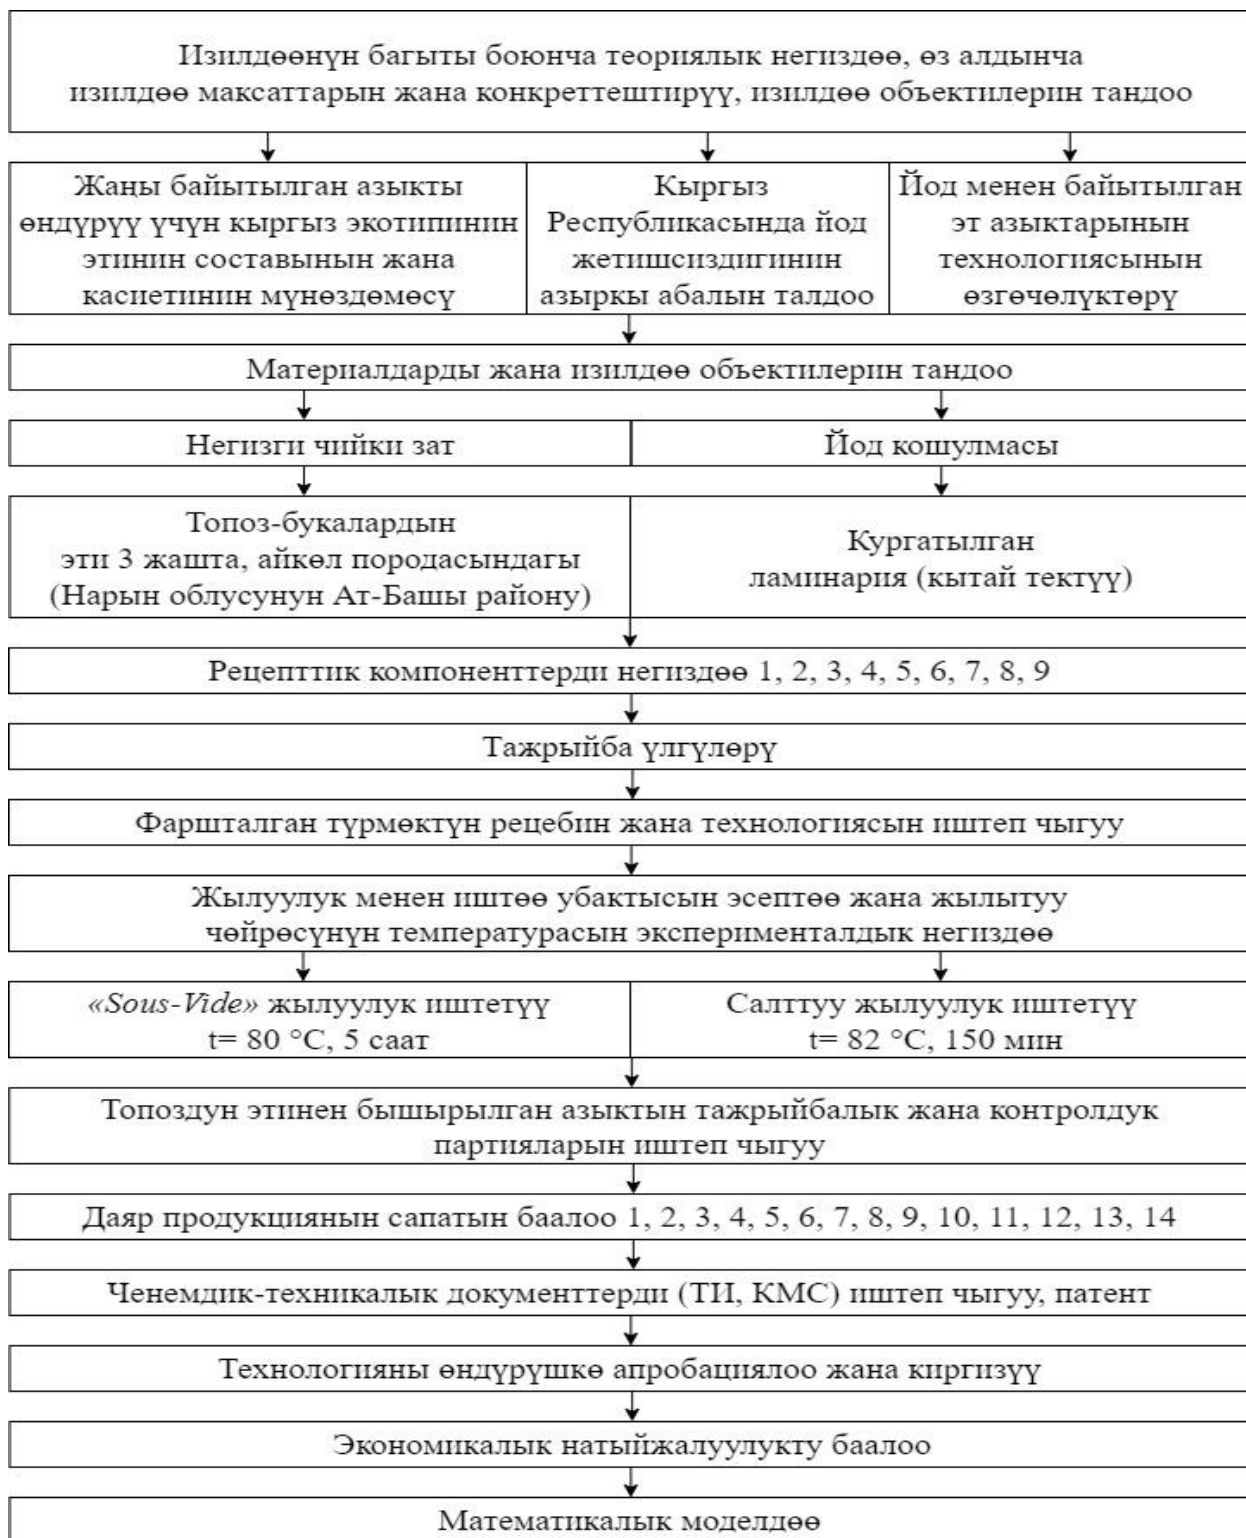 Изилдөөнүн багыты боюнча теориялык негиздөө, өз алдынча
изилдөө максаттарын жана конкреттештирүү, изилдөө объектилерин тандоо
Жаңы байытылган азыкты
өндүрүү үчүн кыргыз экотипинин
этинин составынын жана
касиетинин мүнөздөмөсү
Кыргыз
Республикасында йод
жетишсиздигинин
азыркы абалын талдоо
Йод менен байытылган
эт азыктарынын
технологиясынын
өзгөчөлүктөрү
Материалдарды жана изилдөө объектилерин тандоо
Негизги чийки зат
Йод кошулмасы
Топоз-букалардын
эти 3 жашта, айкөл породасындагы
(Нарын облусунун Ат-Башы району)
Кургатылган
ламинария (кытай тектүү)
Рецепттик компоненттерди негиздөө 1, 2, 3, 4, 5, 6, 7, 8, 9
Тажрыйба үлгүлөрү
Фаршталган түрмөктүн рецебин жана технологиясын иштеп чыгуу
Жылуулук менен иштөө убактысын эсептөө жана жылытуу
чөйрөсүнүн температурасын эксперименталдык негиздөө
«Sous-Vide» жылуулук иштетүү
t= 80 °C, 5 саат
Салттуу жылуулук иштетүү
t= 82 °C, 150 мин
Топоздун этинен бышырылган азыктын тажрыйбалык жана контролдук
партияларын иштеп чыгуу
Даяр продукциянын сапатын баалоо 1, 2, 3, 4, 5, 6, 7, 8, 9, 10, 11, 12, 13, 14
Ченемдик-техникалык документтерди (ТИ, КМС) иштеп чыгуу, патент
Технологияны өндүрүшкө апробациялоо жана киргизүү
Экономикалык натыйжалуулукту баалоо
Математикалык моделдөө